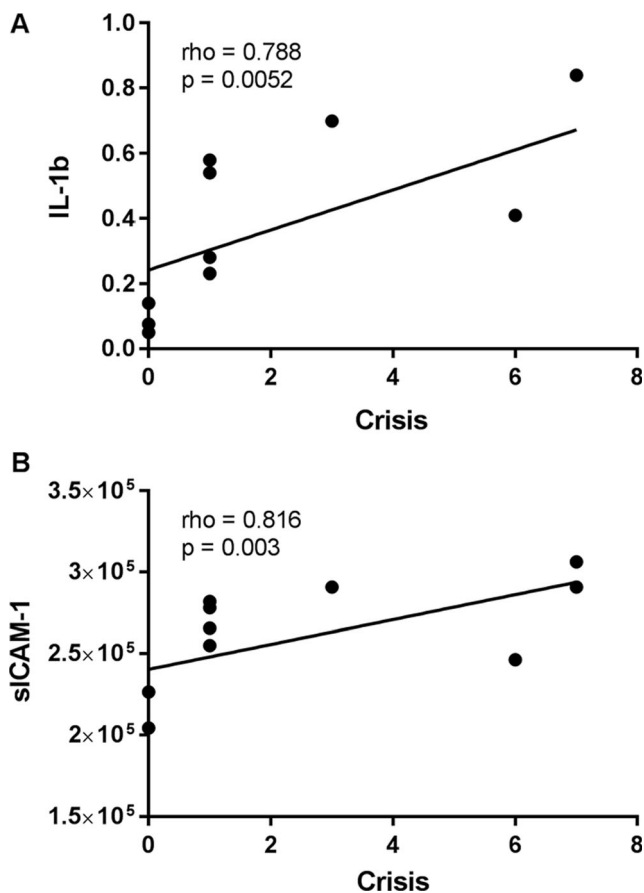 A
1.0
rho = 0.788
p = 0.0052
0.8
0.6
IL-1b
0.4
0.2
0.0
0 2 4 6 8
Crisis
B
3.5×10⁵
rho = 0.816
p = 0.003
3×10⁵
sICAM-1
2.5×10⁵
2×10⁵
1.5×10⁵
0 2 4 6 8
Crisis